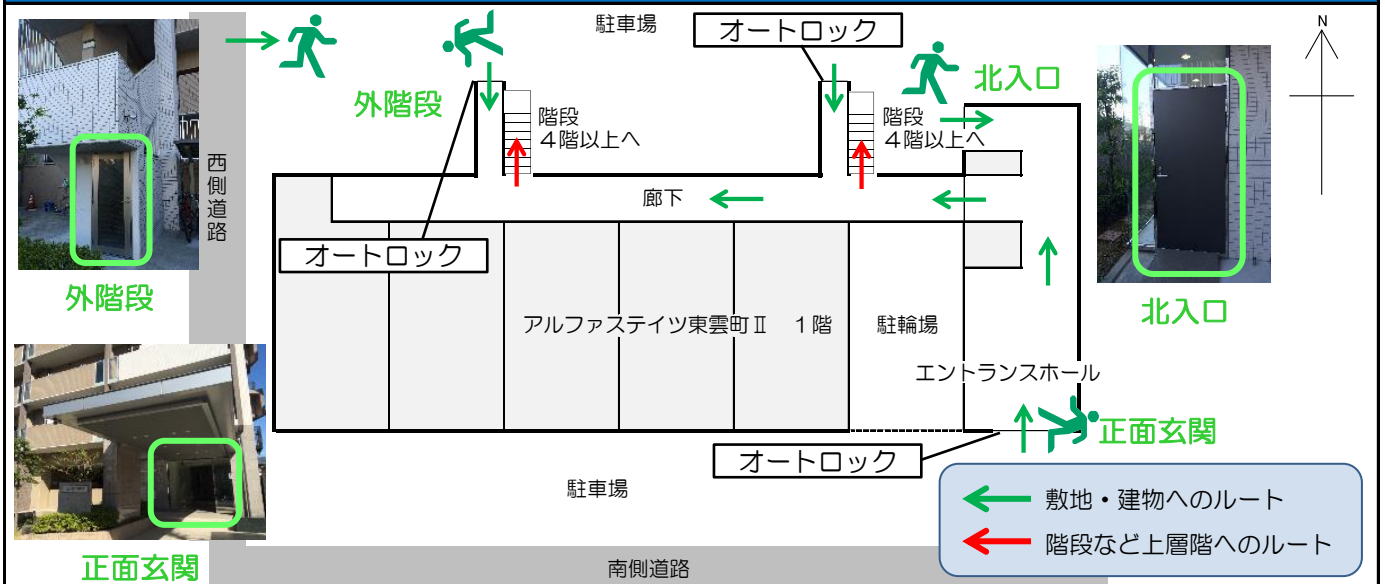 駐車場
オートロック
N
外階段
北入口
階段
4階以上へ
階段
4階以上へ
西側道路
廊下
オートロック
外階段
北入口
アルファステイツ東雲町Ⅱ 1階
駐輪場
エントランスホール
正面玄関
オートロック
駐車場
敷地・建物へのルート
階段など上層階へのルート
正面玄関
南側道路